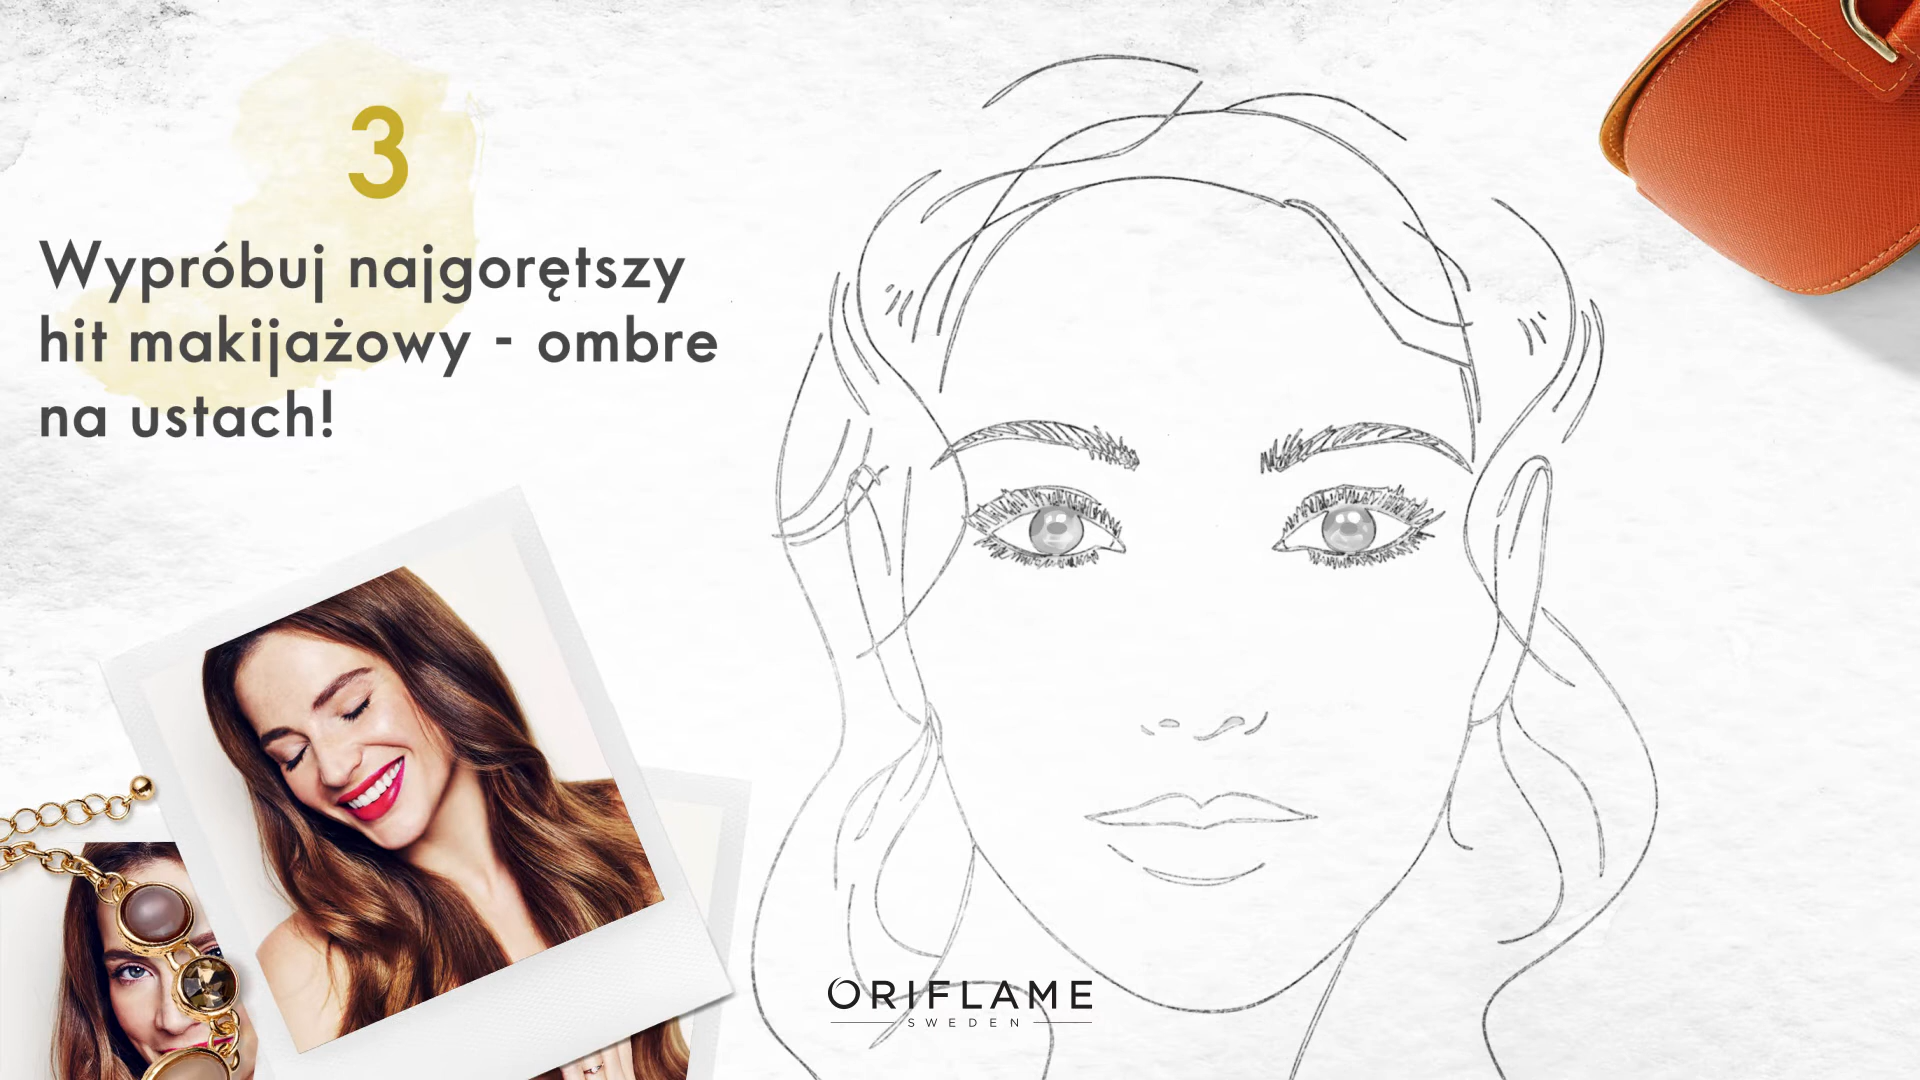 3
Wypróbuj najgorętszy
hit makijażowy - ombre
na ustach!
ORIFLAME
SWEDEN